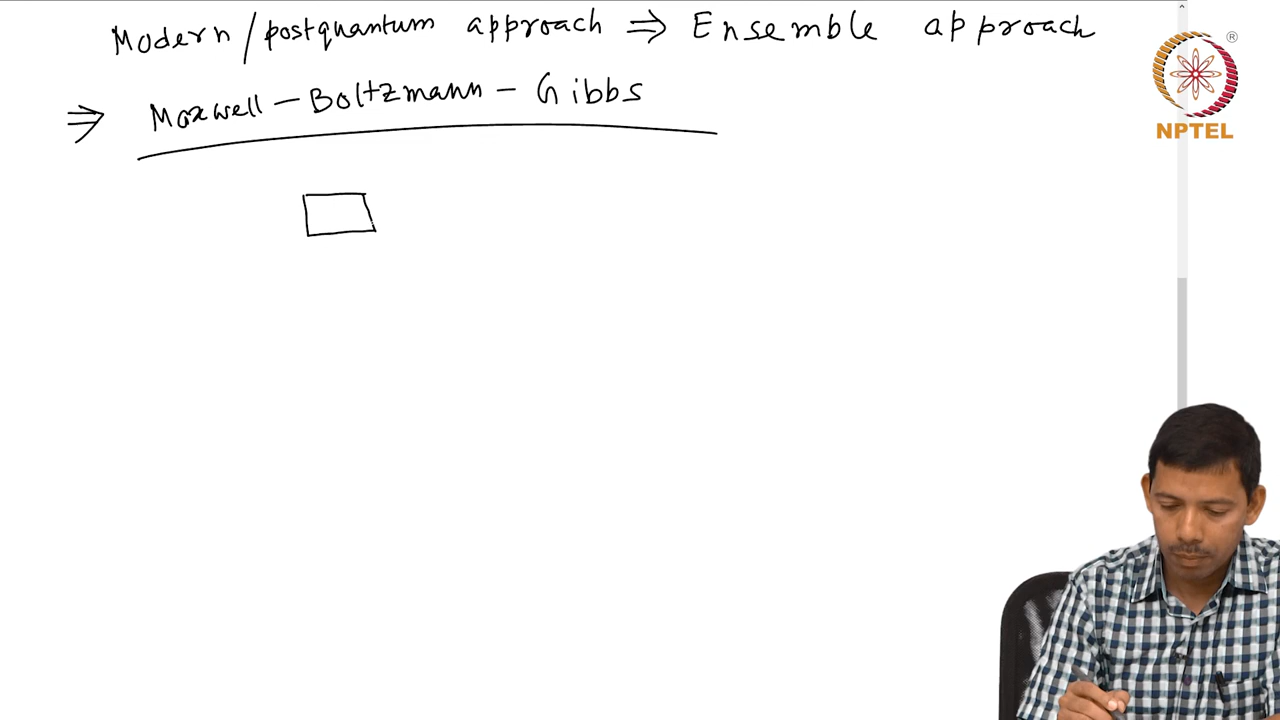 Modern / postquantum approach ⇒ Ensemble approach
⇒ Maxwell - Boltzmann - Gibbs
®
NPTEL